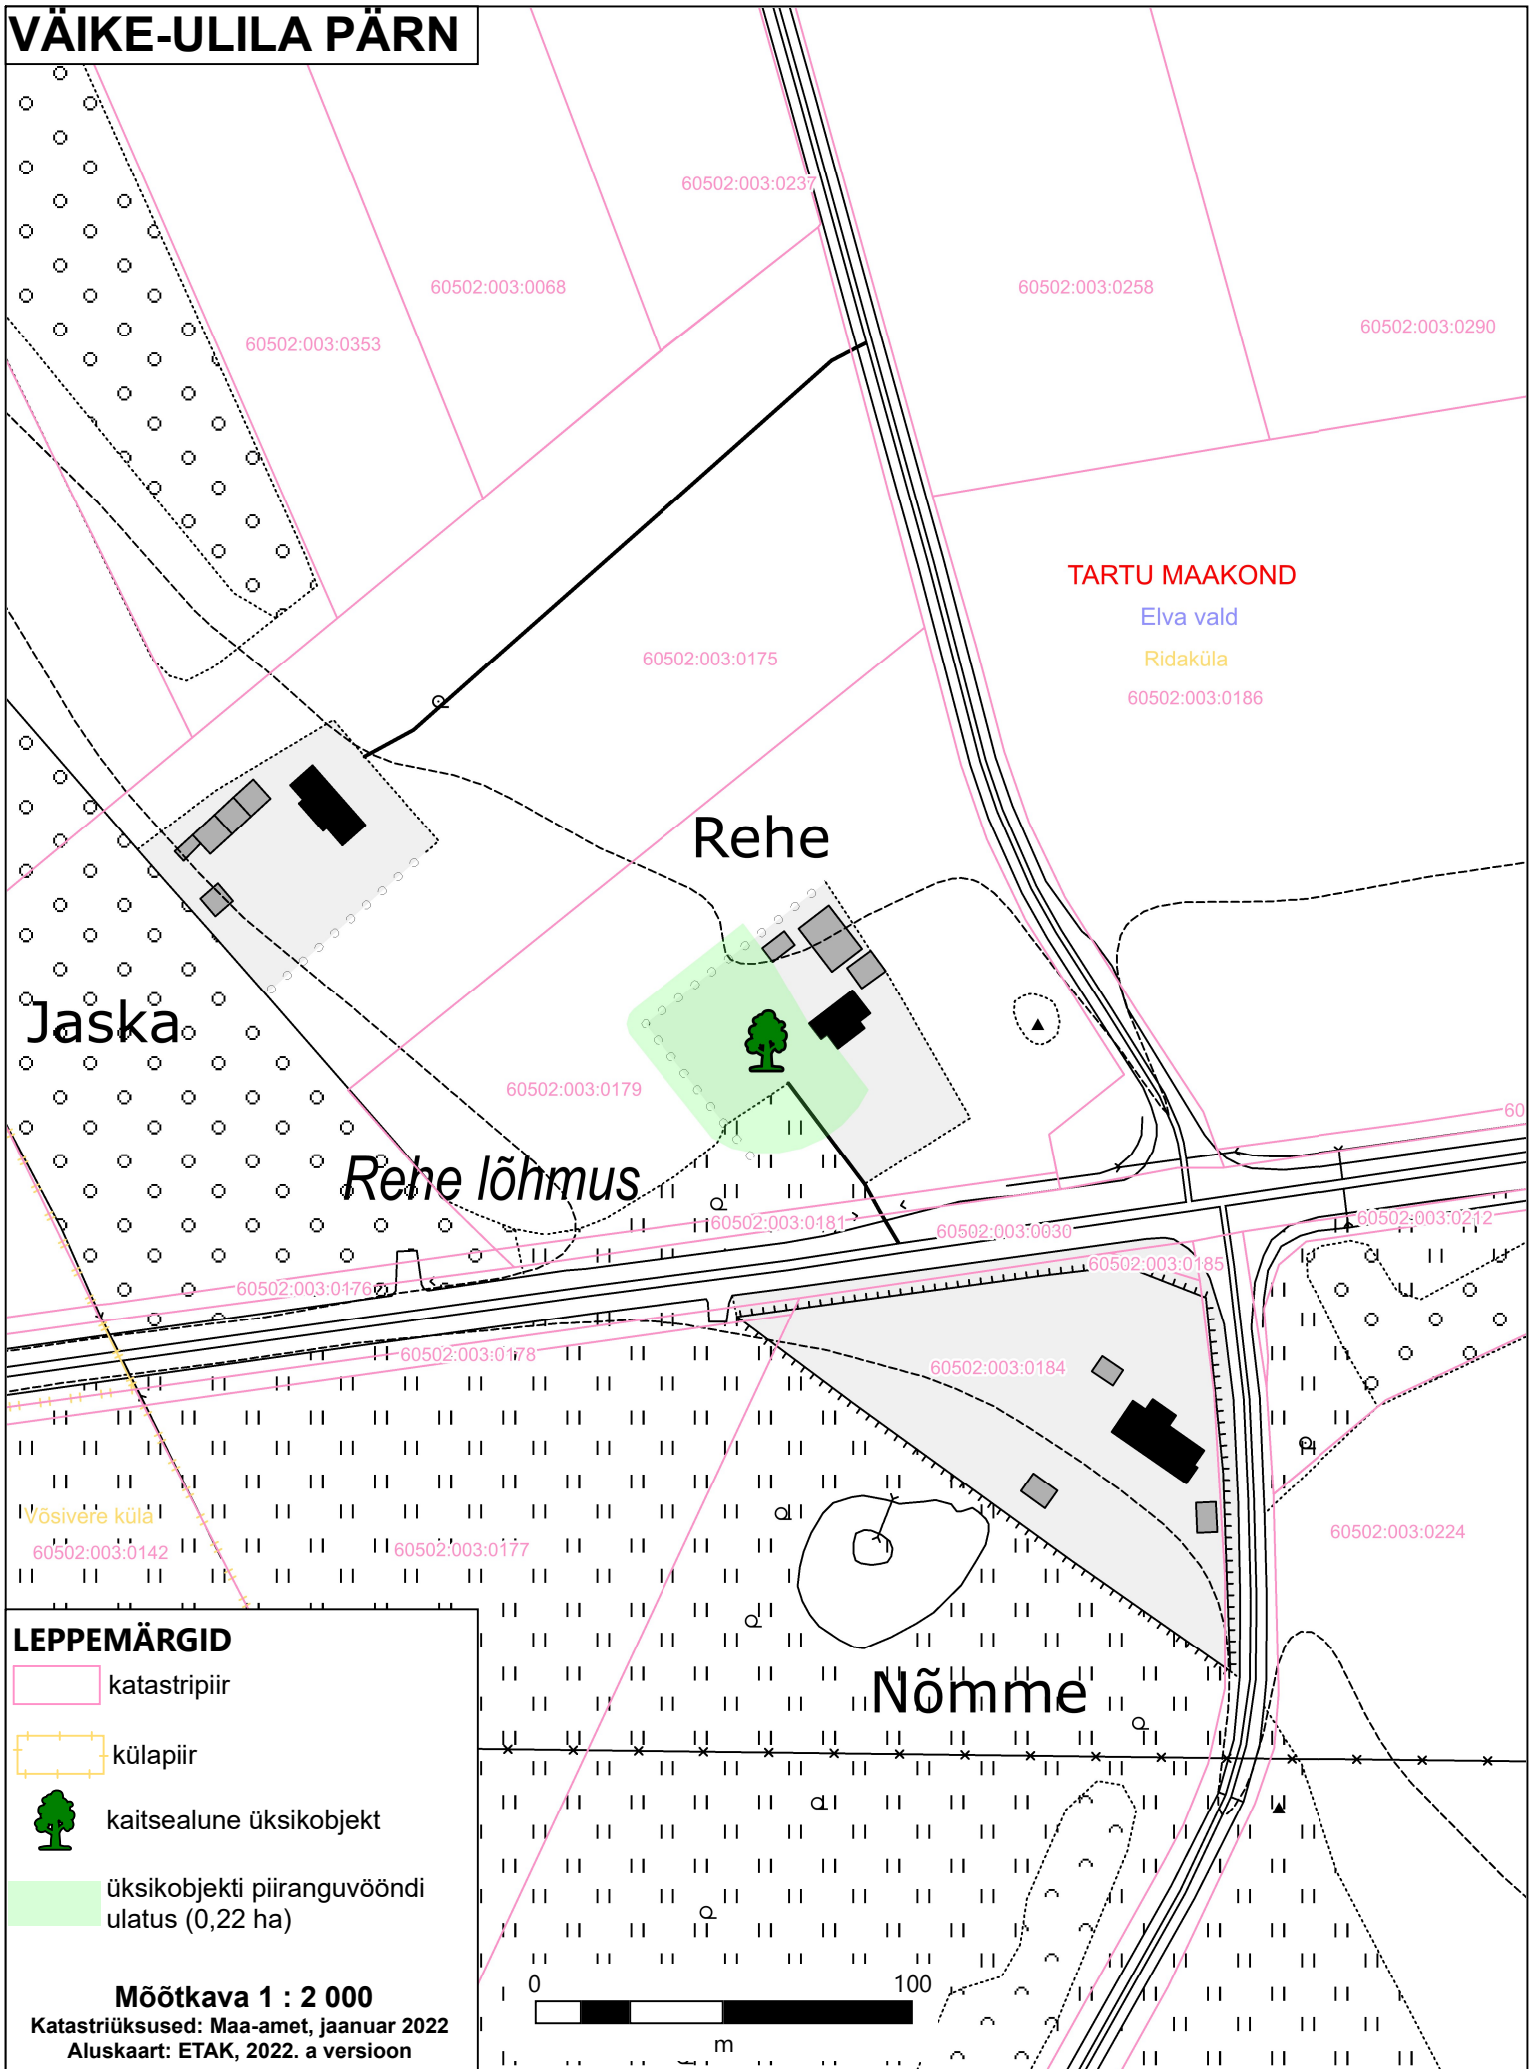 VÄIKE-ULILA PÄRN
60502:003:0237
60502:003:0068
60502:003:0258
60502:003:0290
60502:003:0353
TARTU MAAKOND
Elva vald
Ridaküla
60502:003:0186
60502:003:0175
Rehe
Jaska
60502:003:0179
60
Rehe lõhmus
60502:003:0181
60502:003:0030
60502:003:0212
60502:003:0185
60502:003:0176
60502:003:0178
60502:003:0184
Võsivere küla
60502:003:0142
60502:003:0177
60502:003:0224
Nõmme
LEPPEMÄRGID
katastripiir
külapiir
kaitsealune üksikobjekt
üksikobjekti piiranguvööndi
ulatus (0,22 ha)
Mõõtkava 1 : 2 000
Katastriüksused: Maa-amet, jaanuar 2022
Aluskaart: ETAK, 2022. a versioon
0 100
m